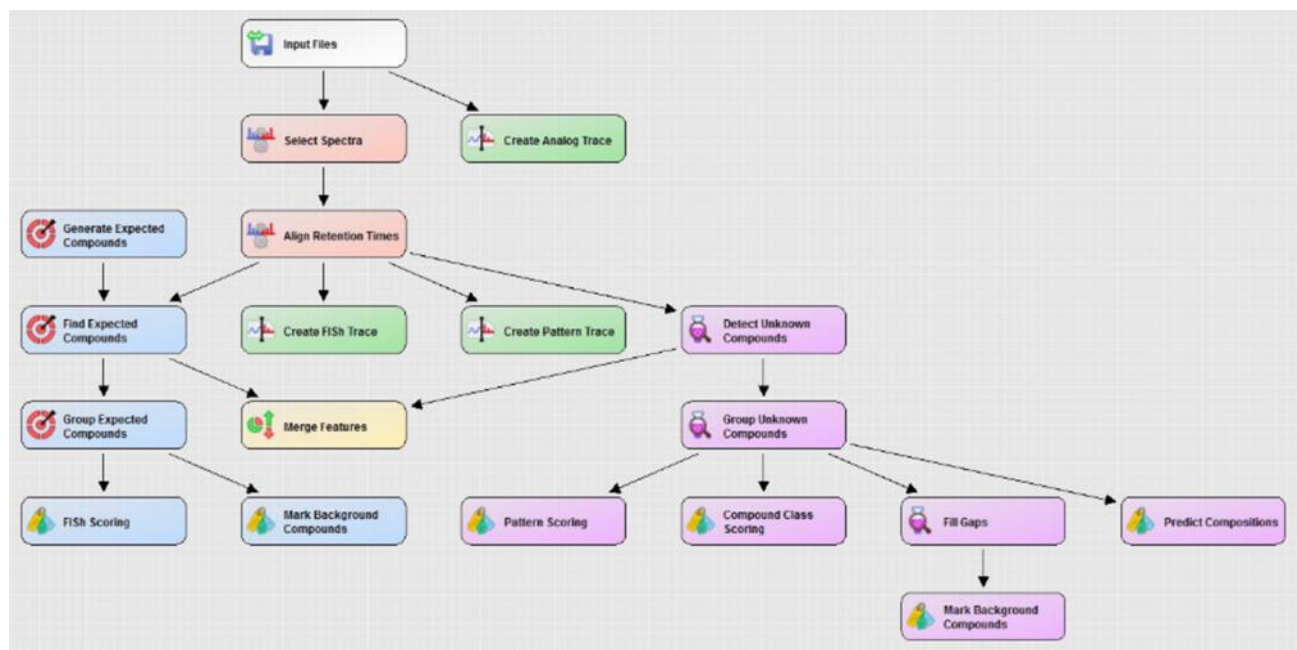 Input Files
Select Spectra
Create Analog Trace
Generate Expected
Compounds
Align Retention Times
Find Expected
Compounds
Create FISh Trace
Create Pattern Trace
Detect Unknown
Compounds
Group Expected
Compounds
Merge Features
Group Unknown
Compounds
FISh Scoring
Mark Background
Compounds
Pattern Scoring
Compound Class
Scoring
Fill Gaps
Predict Compositions
Mark Background
Compounds